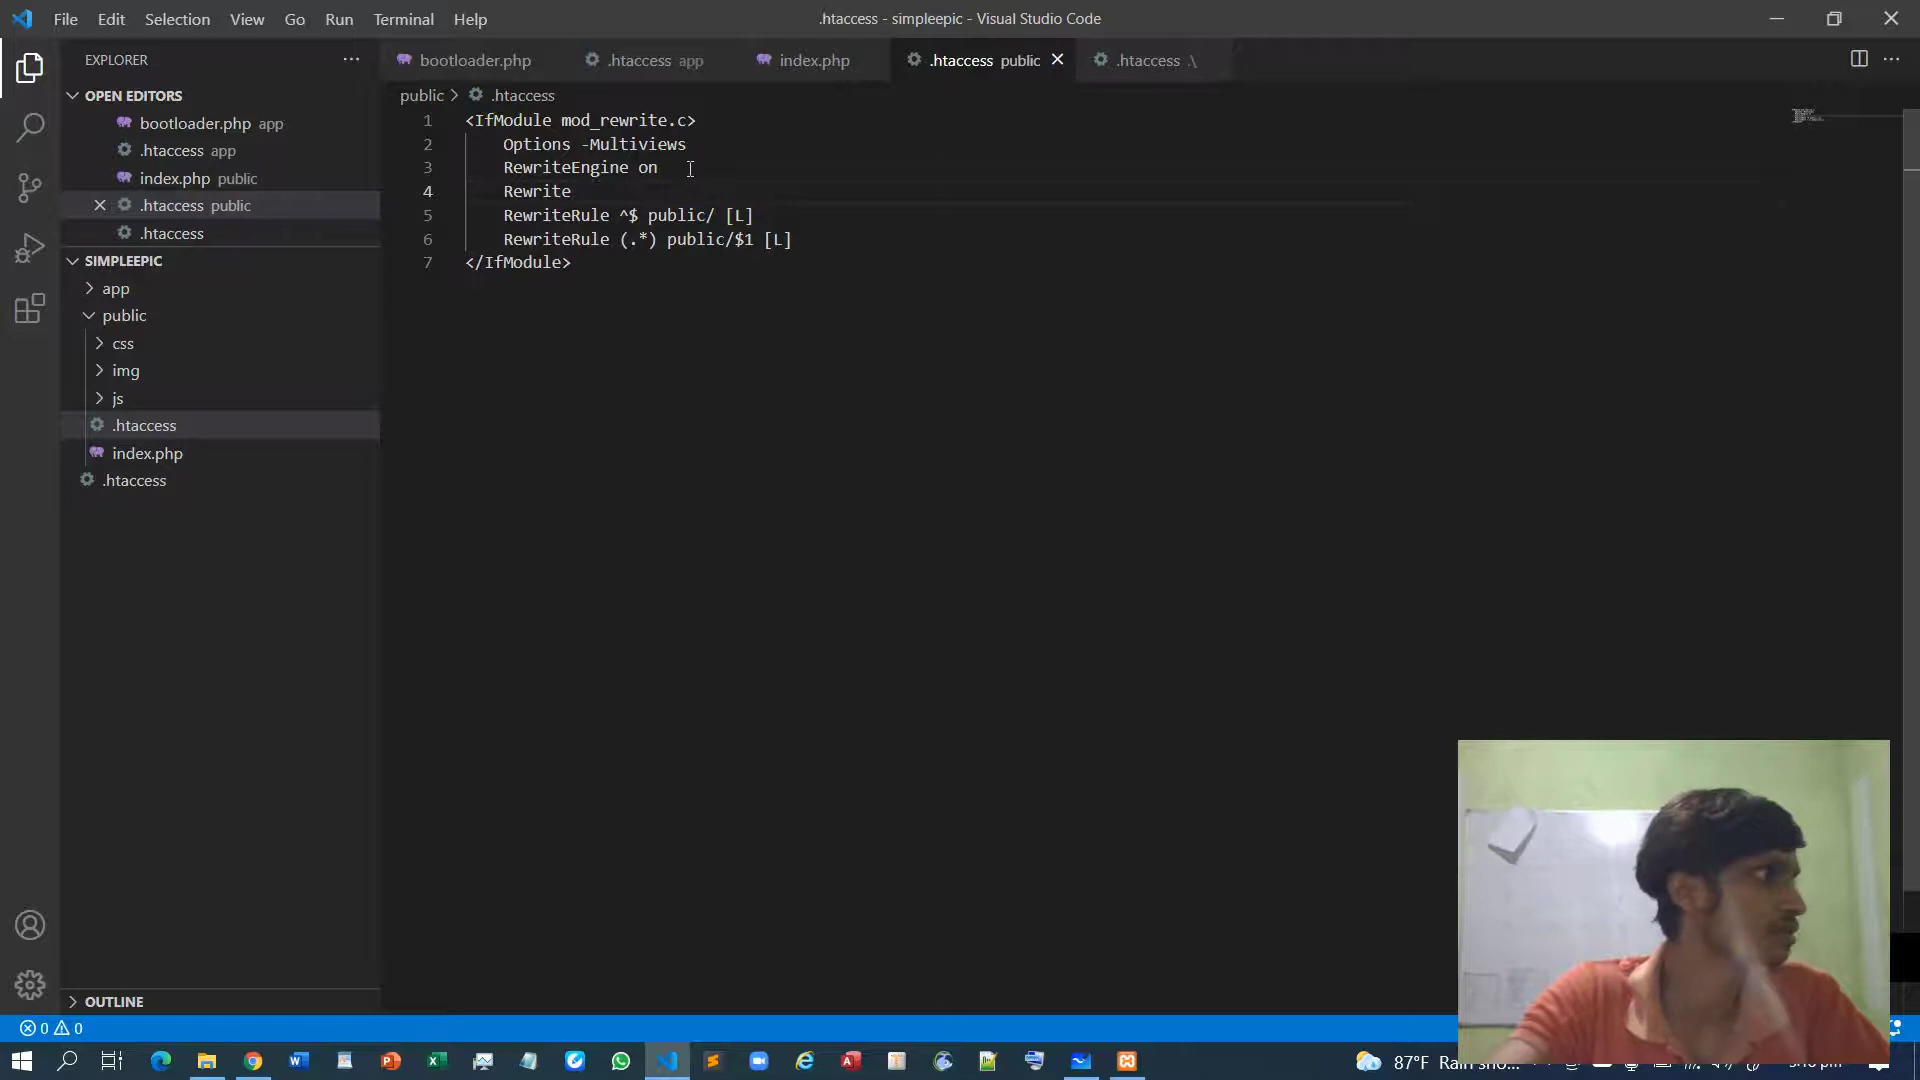 File Edit Selection View Go Run Terminal Help
.htaccess - simpleepic - Visual Studio Code
EXPLORER
bootloader.php
.htaccess app
index.php
.htaccess public
.htaccess .\
OPEN EDITORS
bootloader.php app
.htaccess app
index.php public
.htaccess public
.htaccess
SIMPLEEPIC
app
public
css
img
js
.htaccess
index.php
.htaccess
OUTLINE
public > .htaccess
1 <IfModule mod_rewrite.c>
2 Options -Multiviews
3 RewriteEngine on
4 Rewrite
5 RewriteRule ^$ public/ [L]
6 RewriteRule (.*) public/$1 [L]
7 </IfModule>
0 0
87°F Rain sho...